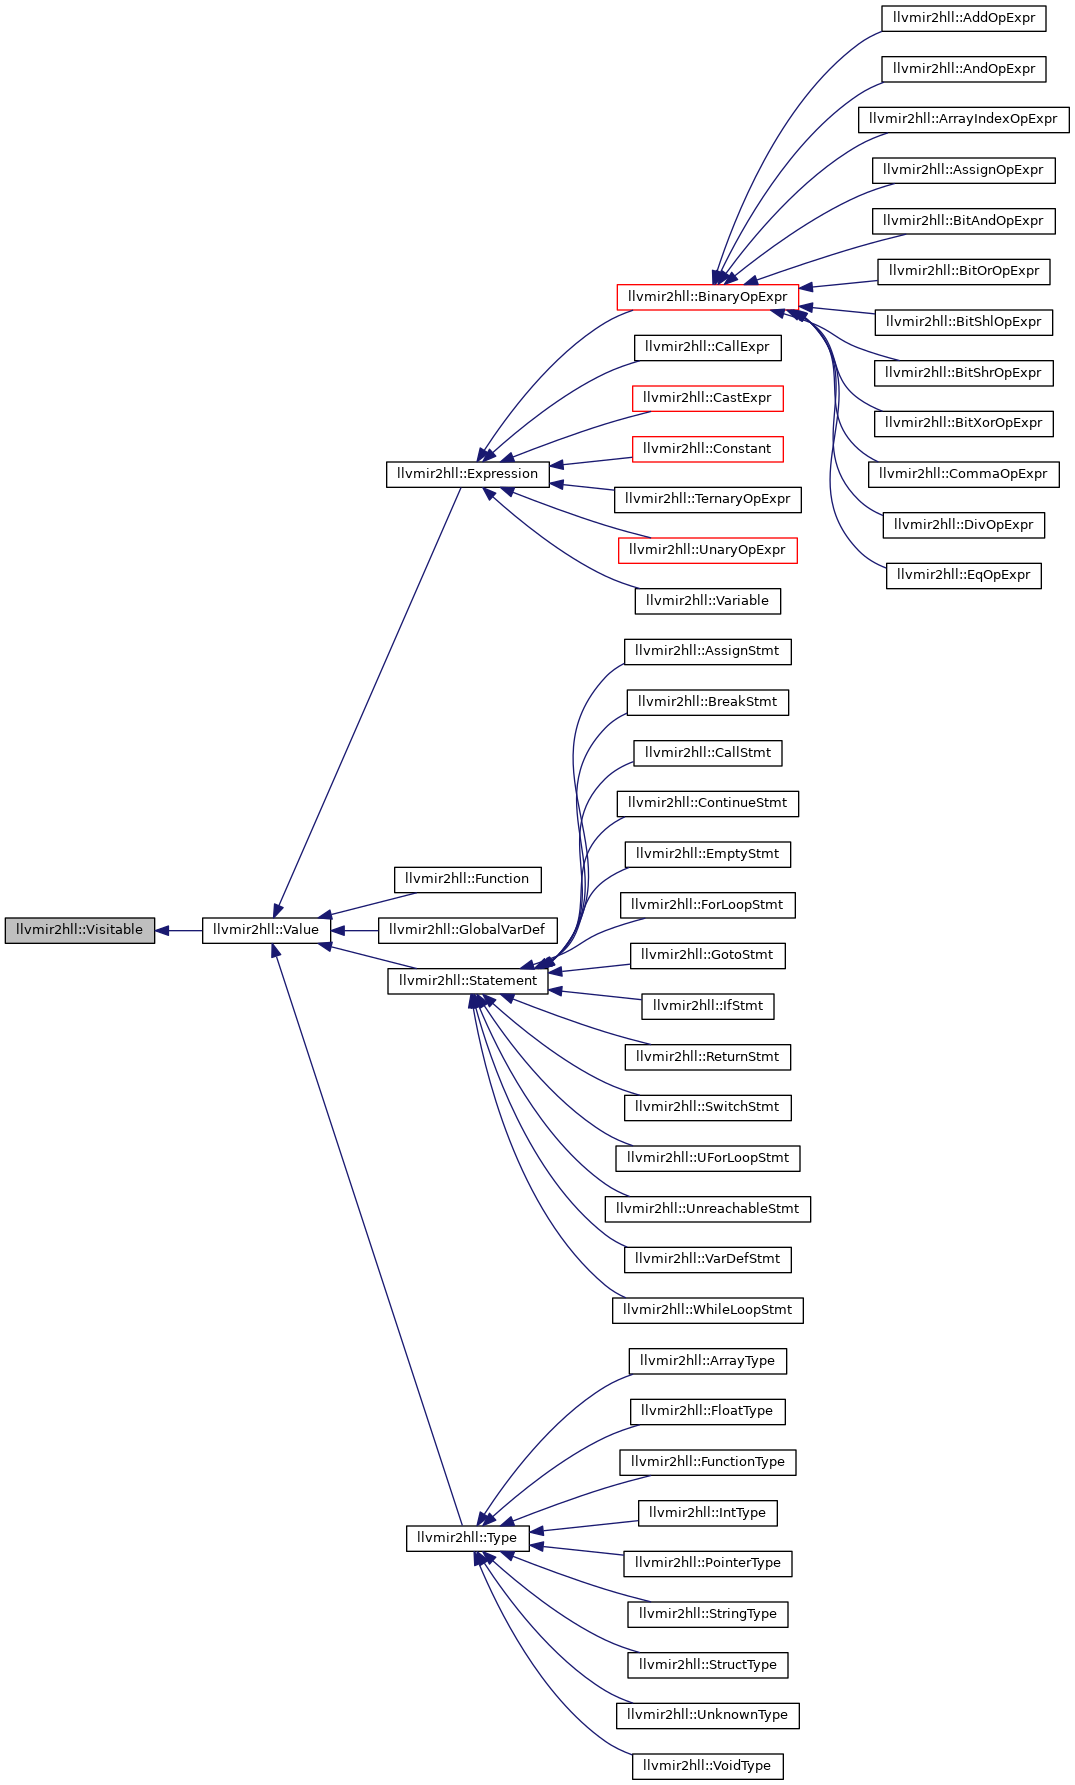 llvmir2hll::AddOpExpr
llvmir2hll::AndOpExpr
llvmir2hll::ArrayIndexOpExpr
llvmir2hll::AssignOpExpr
llvmir2hll::BitAndOpExpr
llvmir2hll::BitOrOpExpr
llvmir2hll::BinaryOpExpr
llvmir2hll::BitShlOpExpr
llvmir2hll::CallExpr
llvmir2hll::BitShrOpExpr
llvmir2hll::CastExpr
llvmir2hll::BitXorOpExpr
llvmir2hll::Constant
llvmir2hll::Expression
llvmir2hll::CommaOpExpr
llvmir2hll::TernaryOpExpr
llvmir2hll::DivOpExpr
llvmir2hll::UnaryOpExpr
llvmir2hll::EqOpExpr
llvmir2hll::Variable
llvmir2hll::AssignStmt
llvmir2hll::BreakStmt
llvmir2hll::CallStmt
llvmir2hll::ContinueStmt
llvmir2hll::EmptyStmt
llvmir2hll::Function
llvmir2hll::ForLoopStmt
llvmir2hll::Visitable
llvmir2hll::Value
llvmir2hll::GlobalVarDef
llvmir2hll::GotoStmt
llvmir2hll::Statement
llvmir2hll::IfStmt
llvmir2hll::ReturnStmt
llvmir2hll::SwitchStmt
llvmir2hll::UForLoopStmt
llvmir2hll::UnreachableStmt
llvmir2hll::VarDefStmt
llvmir2hll::WhileLoopStmt
llvmir2hll::ArrayType
llvmir2hll::FloatType
llvmir2hll::FunctionType
llvmir2hll::IntType
llvmir2hll::Type
llvmir2hll::PointerType
llvmir2hll::StringType
llvmir2hll::StructType
llvmir2hll::UnknownType
llvmir2hll::VoidType